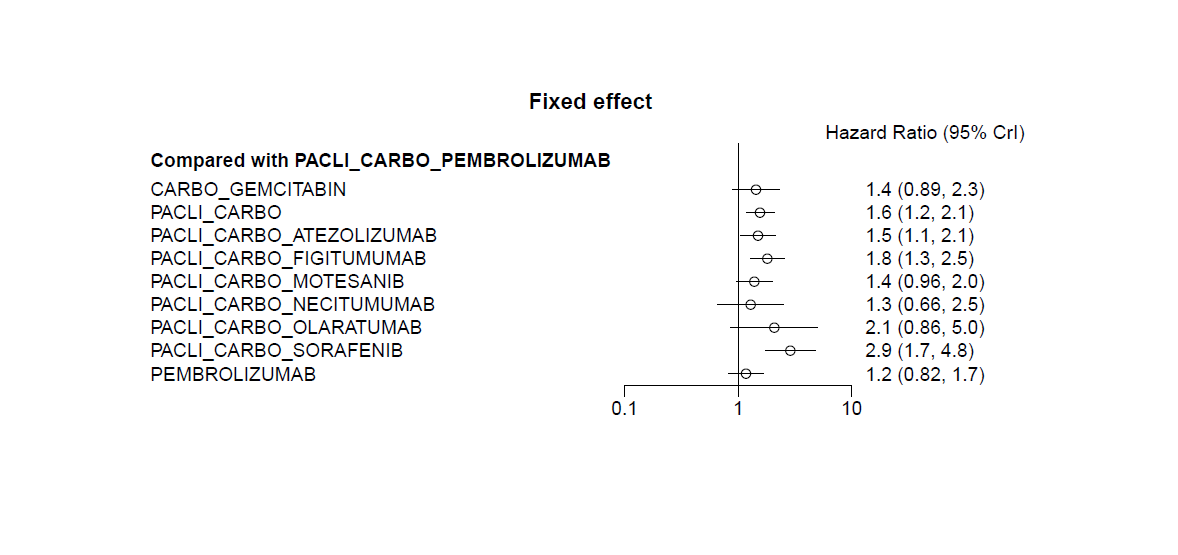 Fixed effect
Hazard Ratio (95% CrI)
Compared with PACLI_CARBO_PEMBROLIZUMAB
CARBO_GEMCITABIN 1.4 (0.89, 2.3)
PACLI_CARBO 1.6 (1.2, 2.1)
PACLI_CARBO_ATEZOLIZUMAB 1.5 (1.1, 2.1)
PACLI_CARBO_FIGITUMUMAB 1.8 (1.3, 2.5)
PACLI_CARBO_MOTESANIB 1.4 (0.96, 2.0)
PACLI_CARBO_NECITUMUMAB 1.3 (0.66, 2.5)
PACLI_CARBO_OLARATUMAB 2.1 (0.86, 5.0)
PACLI_CARBO_SORAFENIB 2.9 (1.7, 4.8)
PEMBROLIZUMAB 1.2 (0.82, 1.7)
0.1 1 10